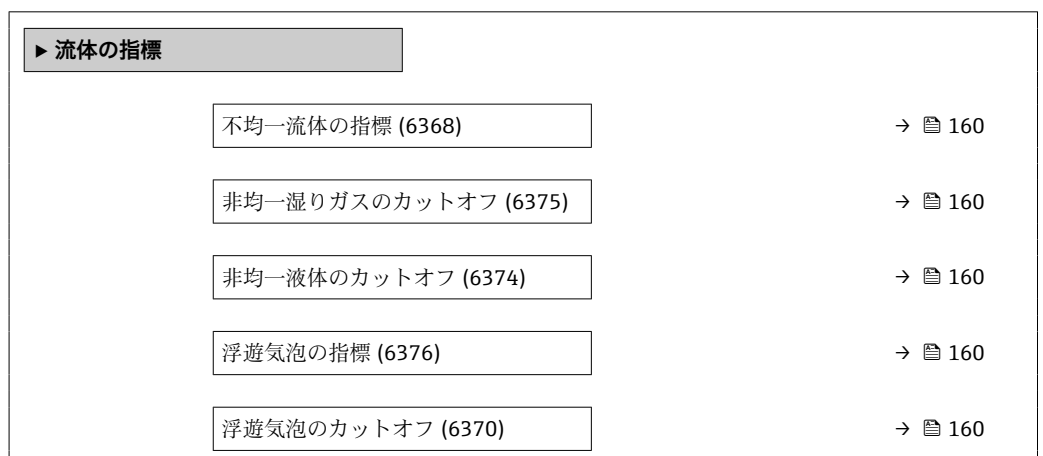 ▶ 流体の指標
不均一流体の指標 (6368) → 160
非均一湿りガスのカットオフ (6375) → 160
非均一液体のカットオフ (6374) → 160
浮遊気泡の指標 (6376) → 160
浮遊気泡のカットオフ (6370) → 160